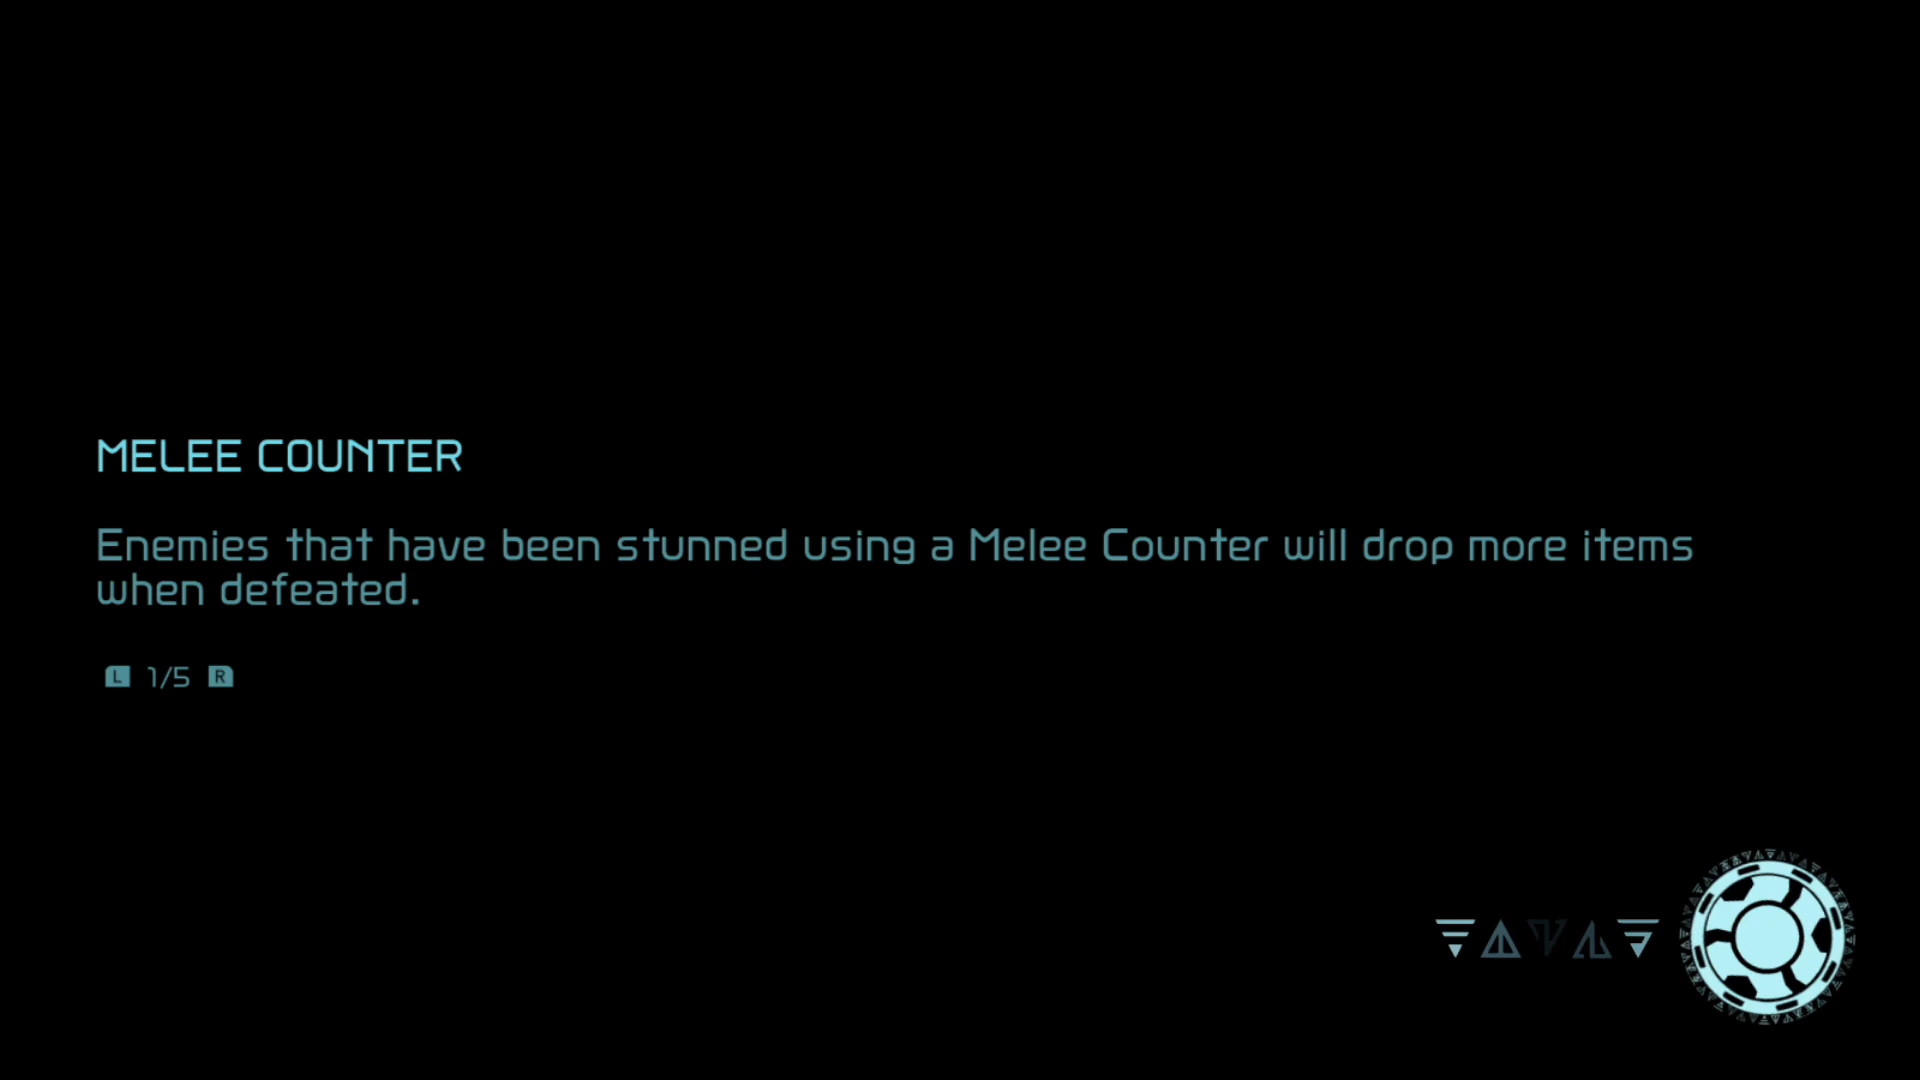 MELEE COUNTER
Enemies that have been stunned using a Melee Counter will drop more items
when defeated.
L 1/5 R